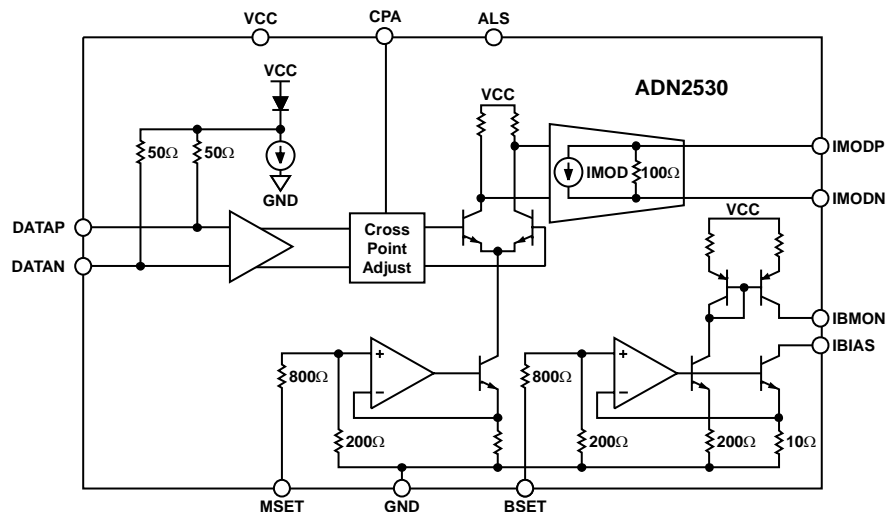 VCC
CPA
ALS
VCC
VCC
ADN2530
50Ω
50Ω
GND
IMOD
100Ω
IMODP
IMODN
DATAP
DATAN
Cross
Point
Adjust
VCC
IBMON
IBIAS
800Ω
+
–
200Ω
800Ω
+
–
200Ω
200Ω
10Ω
MSET
GND
BSET